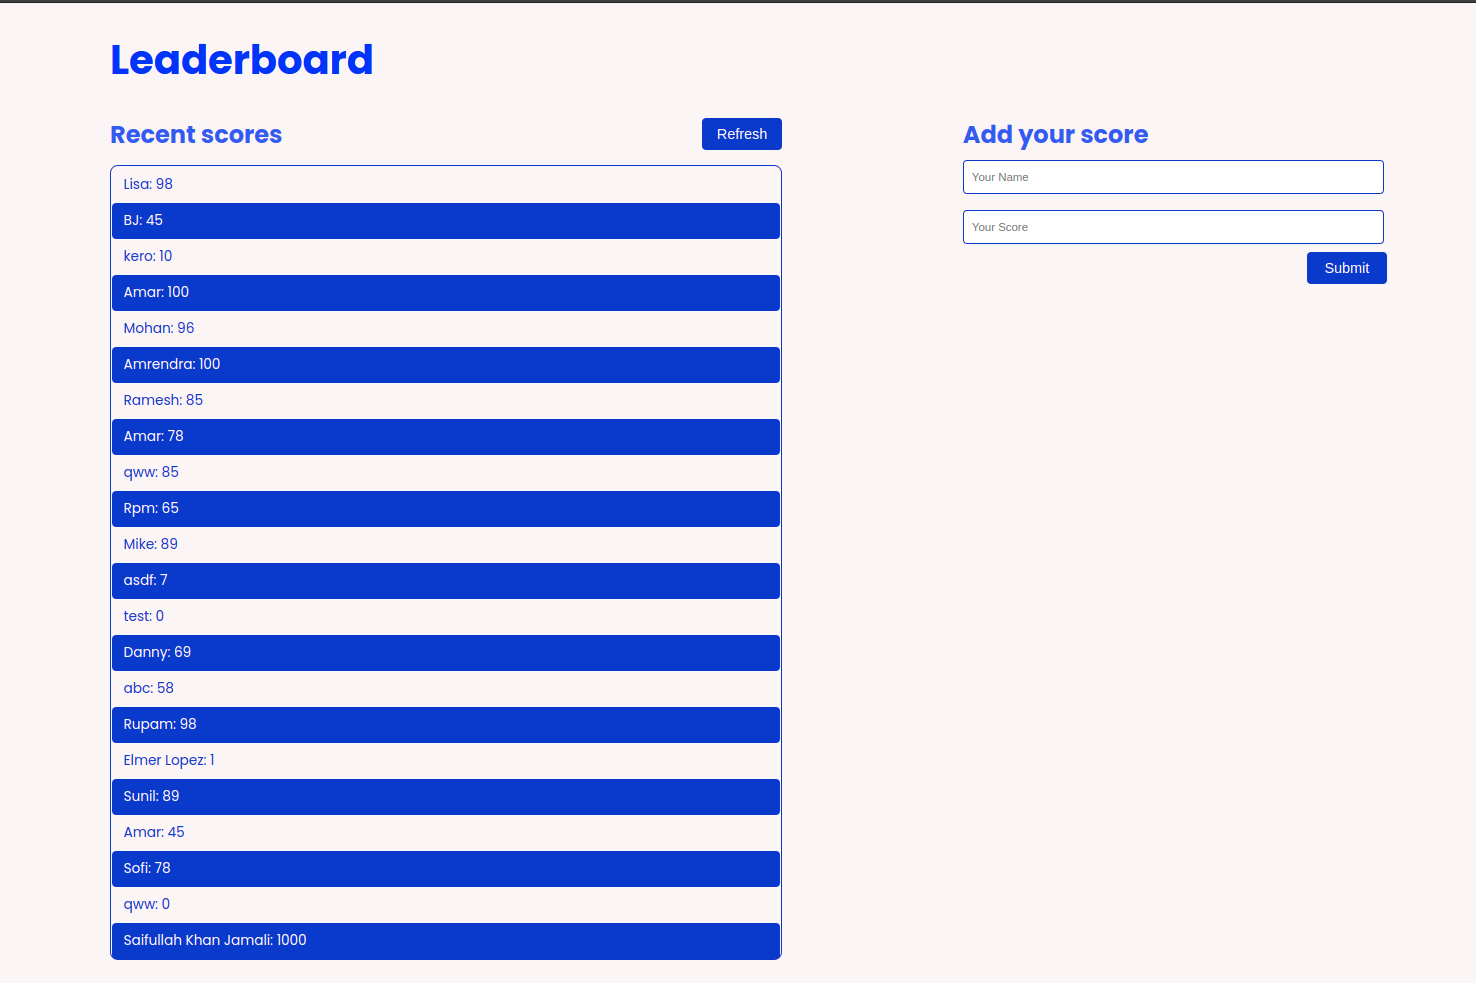 Leaderboard
Recent scores
Refresh
Lisa: 98
BJ: 45
kero: 10
Amar: 100
Mohan: 96
Amrendra: 100
Ramesh: 85
Amar: 78
qww: 85
Rpm: 65
Mike: 89
asdf: 7
test: 0
Danny: 69
abc: 58
Rupam: 98
Elmer Lopez: 1
Sunil: 89
Amar: 45
Sofi: 78
qww: 0
Saifullah Khan Jamali: 1000
Add your score
Your Name
Your Score
Submit